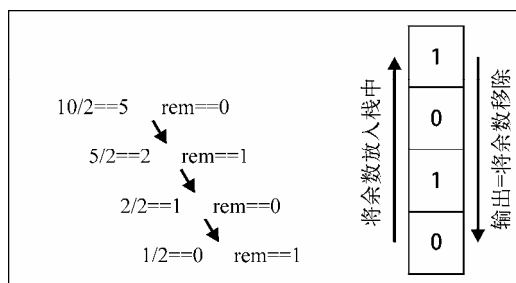 10/2==5 rem==0
5/2==2 rem==1
2/2==1 rem==0
1/2==0 rem==1
将余数放入栈中
1
0
1
0
输出=将余数移除